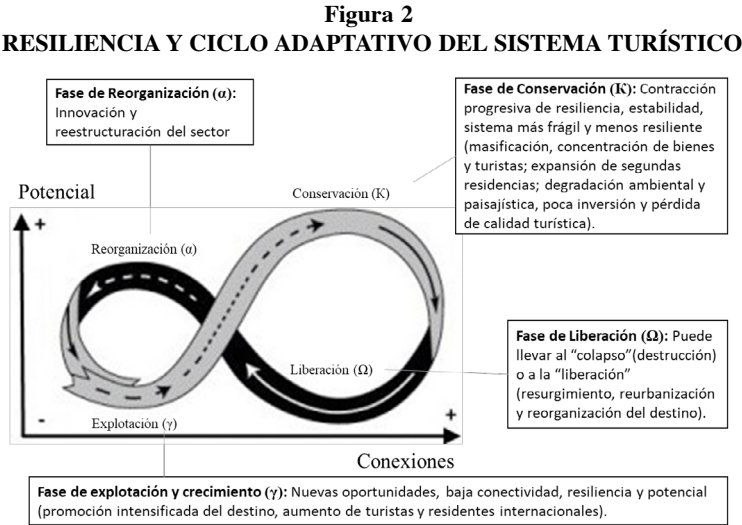 Figura 2
RESILIENCIA Y CICLO ADAPTATIVO DEL SISTEMA TURÍSTICO
Fase de Reorganización (α):
Innovación y
reestructuración del sector
Fase de Conservación (K): Contracción
progresiva de resiliencia, estabilidad,
sistema más frágil y menos resiliente
(masificación, concentración de bienes
y turistas; expansión de segundas
residencias; degradación ambiental y
paisajística, poca inversión y pérdida
de calidad turística).
Potencial
Conservación (K)
+
Reorganización (α)
Fase de Liberación (Ω): Puede
llevar al “colapso”(destrucción)
o a la “liberación”
(resurgimiento, reurbanización
y reorganización del destino).
Liberación (Ω)
-
Explotación (γ)
+
Conexiones
Fase de explotación y crecimiento (γ): Nuevas oportunidades, baja conectividad, resiliencia y potencial
(promoción intensificada del destino, aumento de turistas y residentes internacionales).